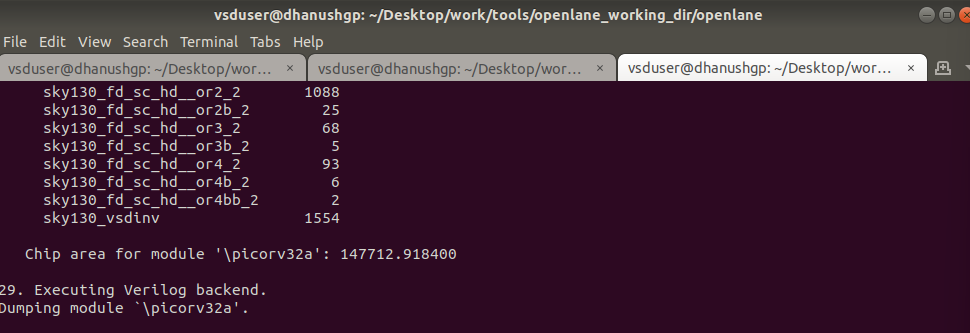 vsduser@dhanushgp: ~/Desktop/work/tools/openlane_working_dir/openlane
File Edit View Search Terminal Tabs Help
vsduser@dhanushgp: ~/Desktop/wor... × vsduser@dhanushgp: ~/Desktop/wor... × vsduser@dhanushgp: ~/Desktop/wor... ×
sky130_fd_sc_hd__or2_2 1088
sky130_fd_sc_hd__or2b_2 25
sky130_fd_sc_hd__or3_2 68
sky130_fd_sc_hd__or3b_2 5
sky130_fd_sc_hd__or4_2 93
sky130_fd_sc_hd__or4b_2 6
sky130_fd_sc_hd__or4bb_2 2
sky130_vsdinv 1554
Chip area for module '\picorv32a': 147712.918400
29. Executing Verilog backend.
Dumping module `\picorv32a'.